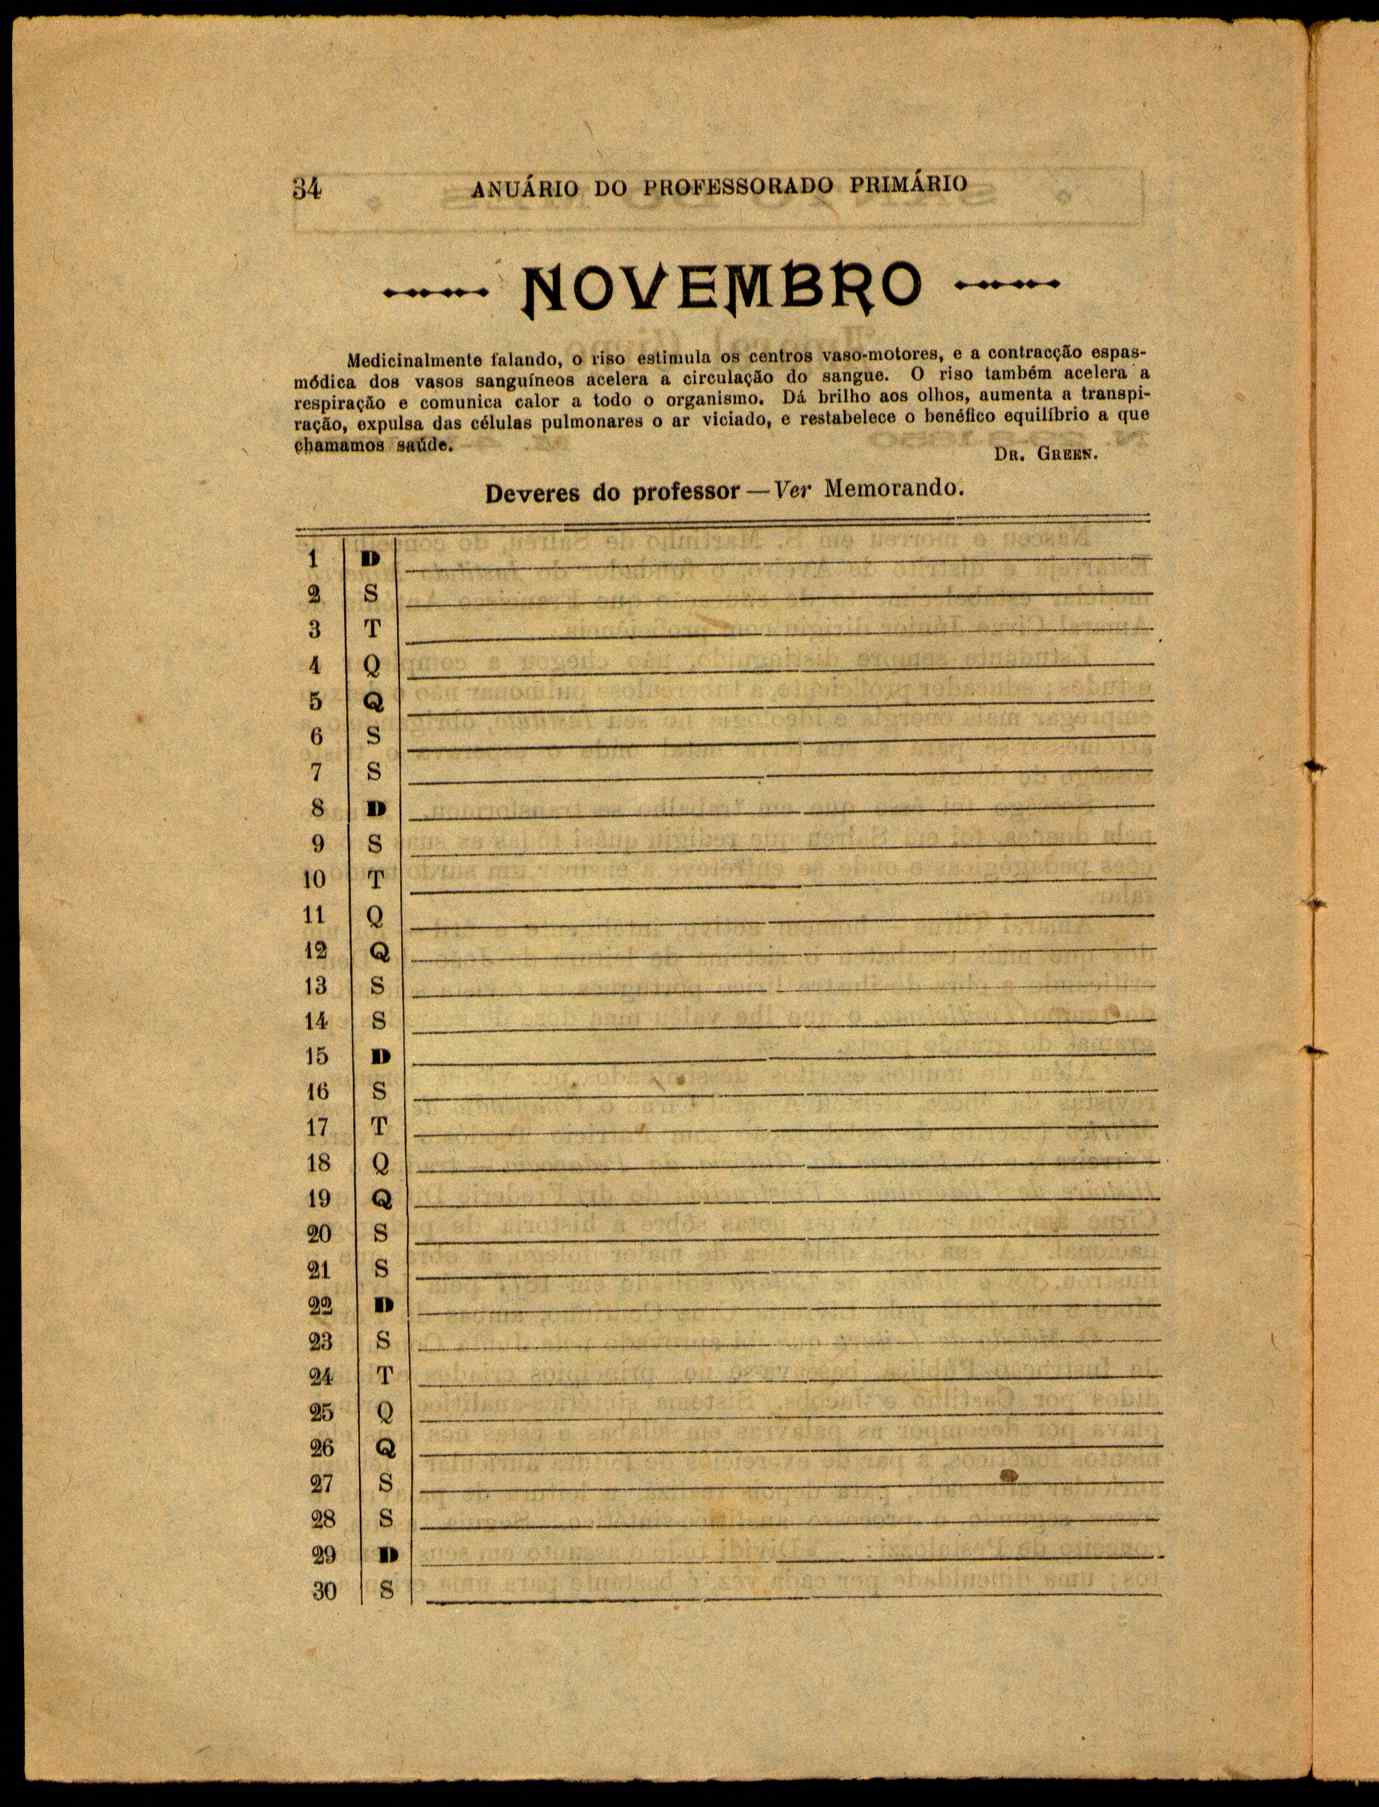 34 ANUÁRIO DO PROFESSORADO PRIMÁRIO
NOVEMBRO
Medicinalmente falando, o riso estimula os centros vaso-motores, e a contracção espas-
módica dos vasos sanguíneos acelera a circulação do sangue. O riso também acelera a
respiração e comunica calor a todo o organismo. Dá brilho aos olhos, aumenta a transpi-
ração, expulsa das células pulmonares o ar viciado, e restabelece o benéfico equilíbrio a que
chamamos saúde.
DR. GREEN.
Deveres do professor — Ver Memorando.
1 D
2 S
3 T
4 Q
5 Q
6 S
7 S
8 D
9 S
10 T
11 Q
12 Q
13 S
14 S
15 D
16 S
17 T
18 Q
19 Q
20 S
21 S
22 D
23 S
24 T
25 Q
26 Q
27 S
28 S
29 D
30 S